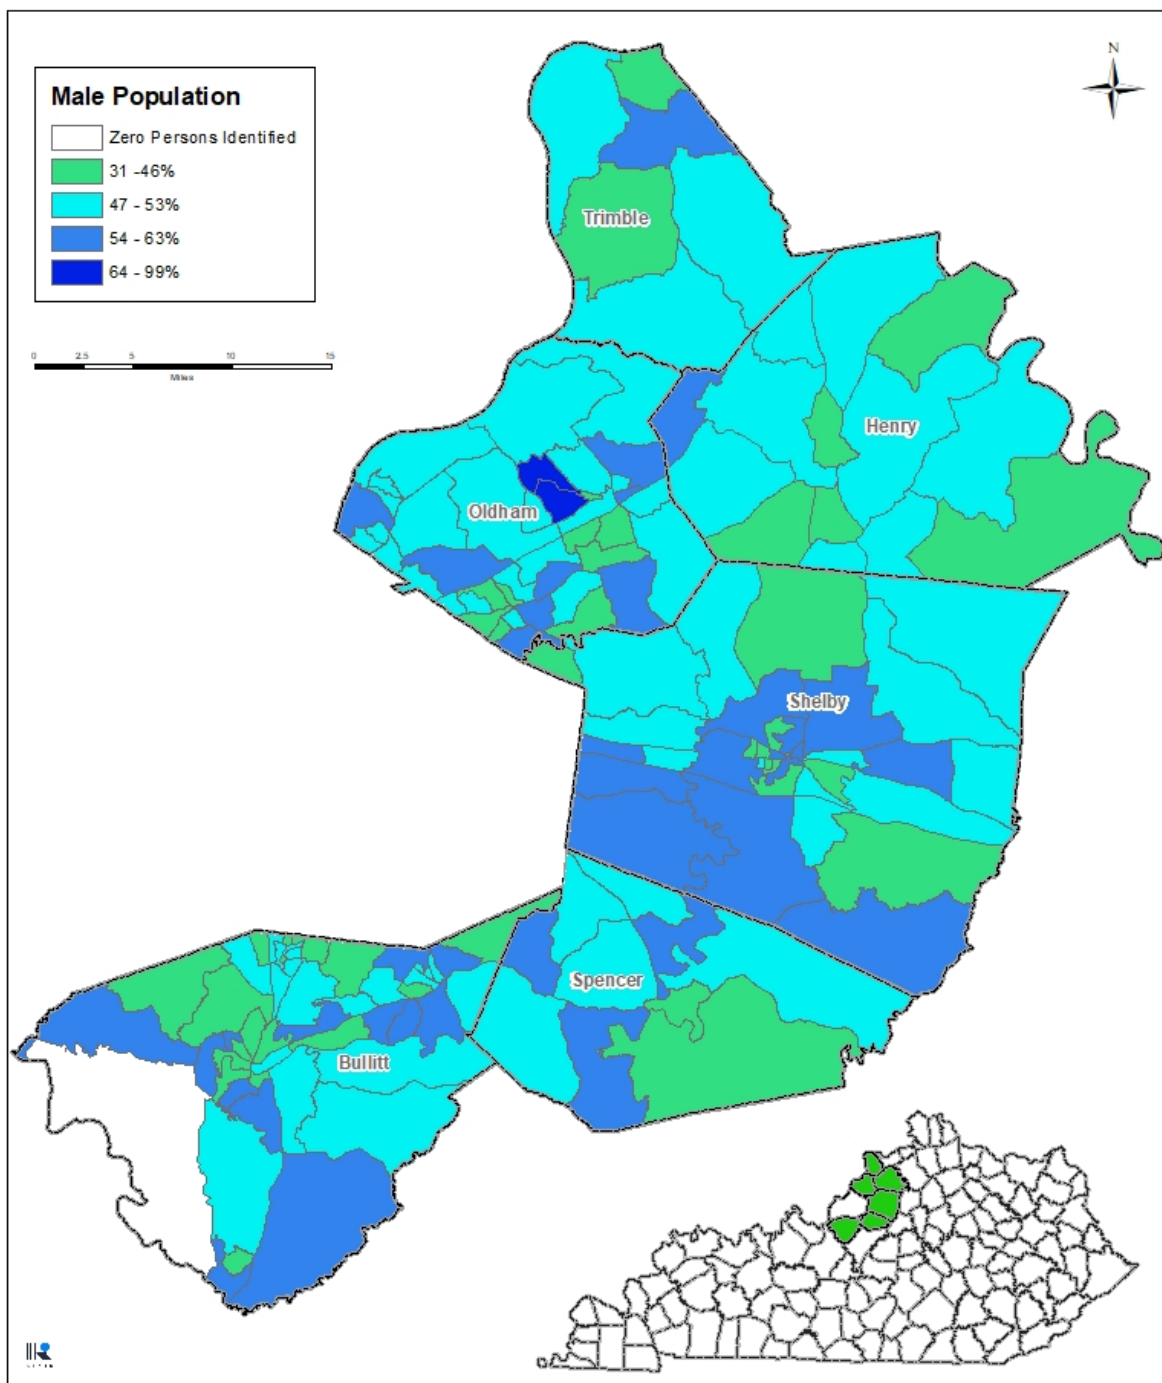 N
Male Population
Zero Persons Identified
31 -46%
47 - 53%
54 - 63%
64 - 99%
0 2.5 5 10 15
Miles
Trimble
Henry
Oldham
Shelby
Spencer
Bullitt